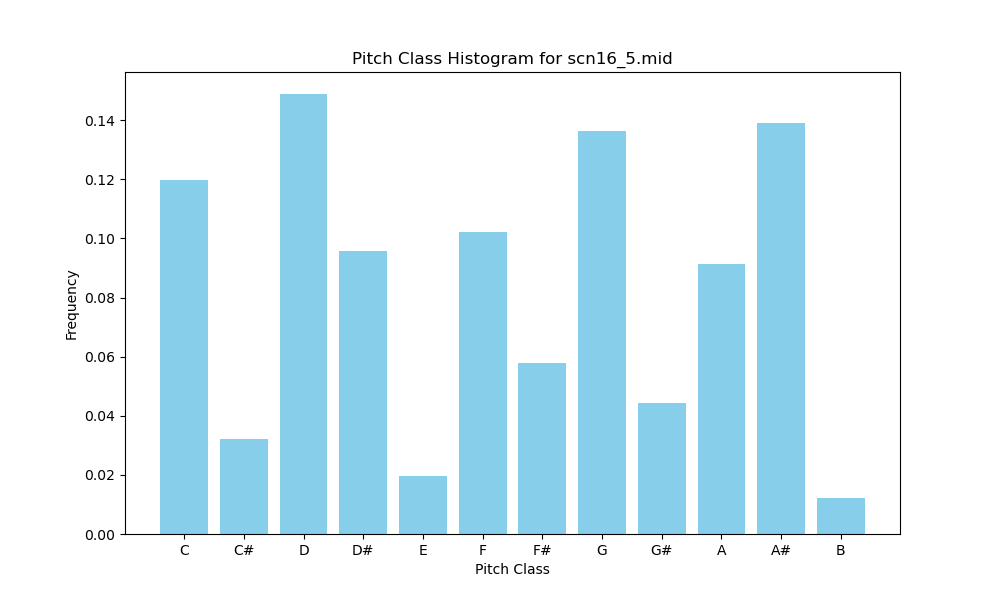 Pitch Class Histogram for scn16_5.mid
0.14
0.12
0.10
0.08
0.06
0.04
0.02
0.00
Frequency
C C# D D# E F F# G G# A A# B
Pitch Class